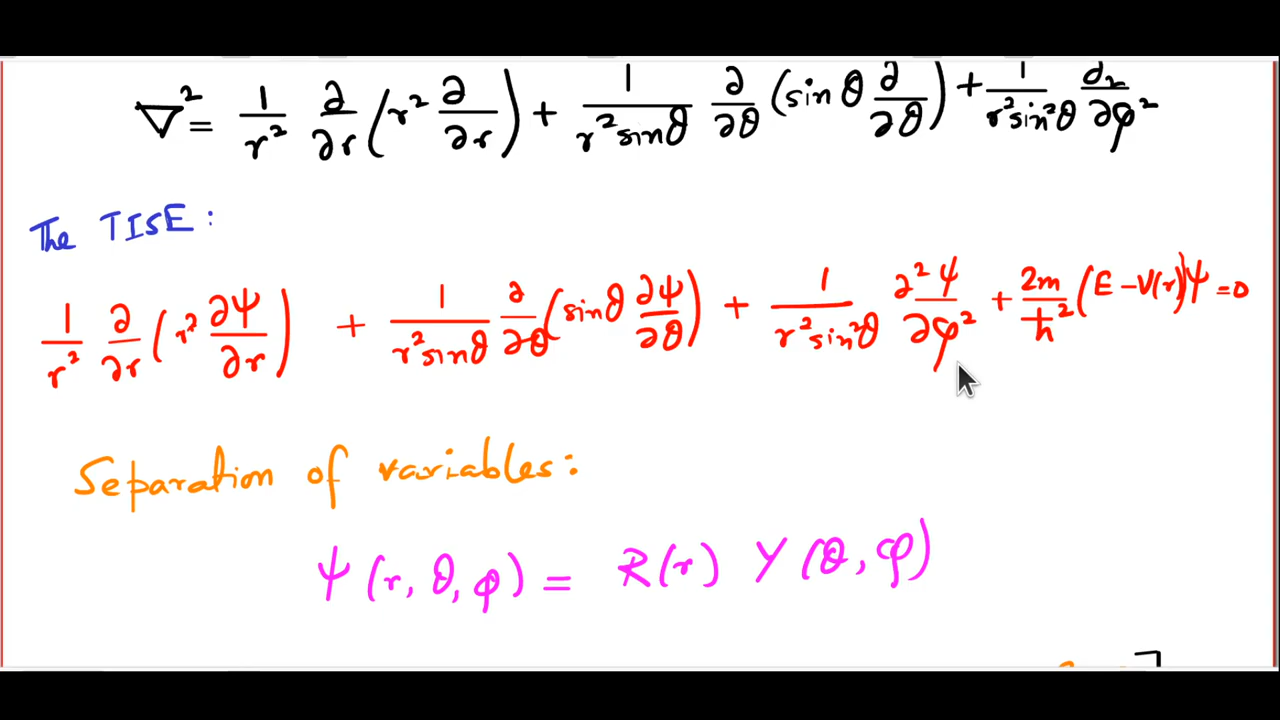 ∇² = 1/r² ∂/∂r (r² ∂/∂r) + 1/(r² sinθ) ∂/∂θ (sinθ ∂/∂θ) + 1/(r² sin²θ) ∂²/∂φ²
The TISE:
1/r² ∂/∂r (r² ∂ψ/∂r) + 1/(r² sinθ) ∂/∂θ (sinθ ∂ψ/∂θ) + 1/(r² sin²θ) ∂²ψ/∂φ² + 2m/ħ² (E - V(r))ψ = 0
Separation of variables:
ψ(r, θ, φ) = R(r) Y(θ, φ)